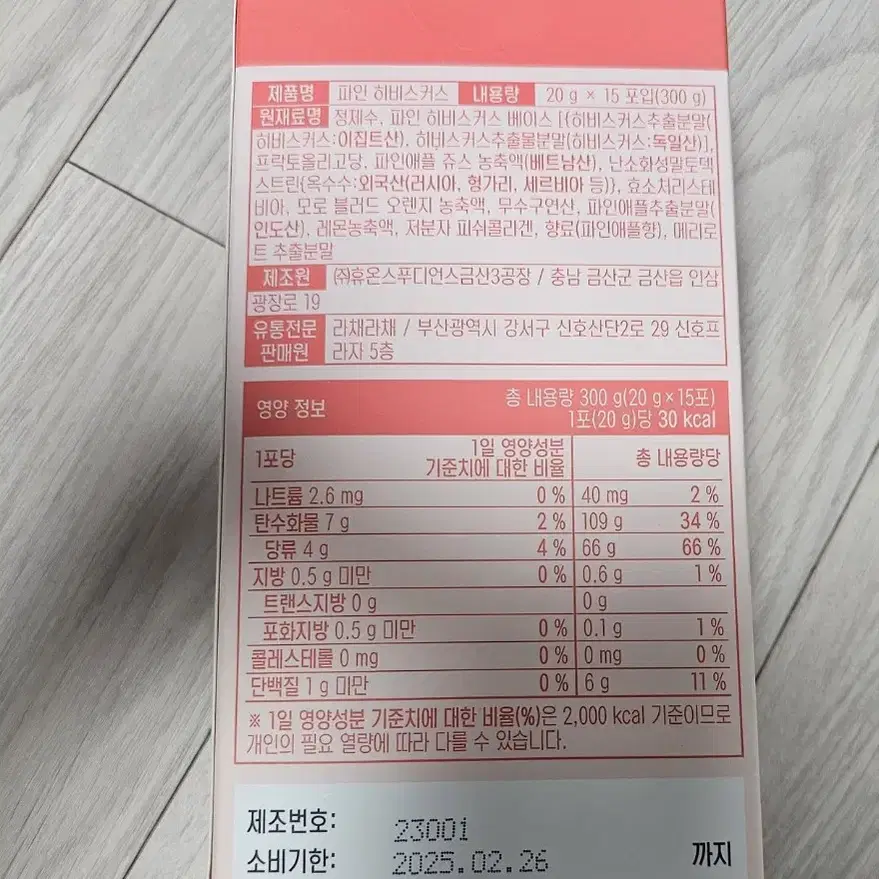 제품명 파인 히비스커스 내용량 20 g × 15 포입(300 g)
원재료명 정제수, 파인 히비스커스 베이스 [{히비스커스추출분말(
히비스커스:이집트산), 히비스커스추출물분말(히비스커스:독일산)],
프락토올리고당, 파인애플 쥬스 농축액(베트남산), 난소화성말토덱
스트린{옥수수:외국산(러시아, 헝가리, 세르비아 등)}, 효소처리스테
비아, 모로 블러드 오렌지 농축액, 무수구연산, 파인애플추출분말(
인도산), 레몬농축액, 저분자 피쉬콜라겐, 향료(파인애플향), 메리로
트 추출분말
제조원 ㈜휴온스푸디언스금산3공장 / 충남 금산군 금산읍 인삼
광장로 19
유통전문 라채라채 / 부산광역시 강서구 신호산단2로 29 신호프
판매원 라자 5층
영양 정보 총 내용량 300 g(20 g×15포)
1포(20 g)당 30 kcal
1포당 1일 영양성분 기준치에 대한 비율 총 내용량당
나트륨 2.6 mg 0 % 40 mg 2 %
탄수화물 7 g 2 % 109 g 34 %
당류 4 g 4 % 66 g 66 %
지방 0.5 g 미만 0 % 0.6 g 1 %
트랜스지방 0 g 0 g
포화지방 0.5 g 미만 0 % 0.1 g 1 %
콜레스테롤 0 mg 0 % 0 mg 0 %
단백질 1 g 미만 0 % 6 g 11 %
※ 1일 영양성분 기준치에 대한 비율(%)은 2,000 kcal 기준이므로
개인의 필요 열량에 따라 다를 수 있습니다.
제조번호: 23001
소비기한: 2025.02.26 까지